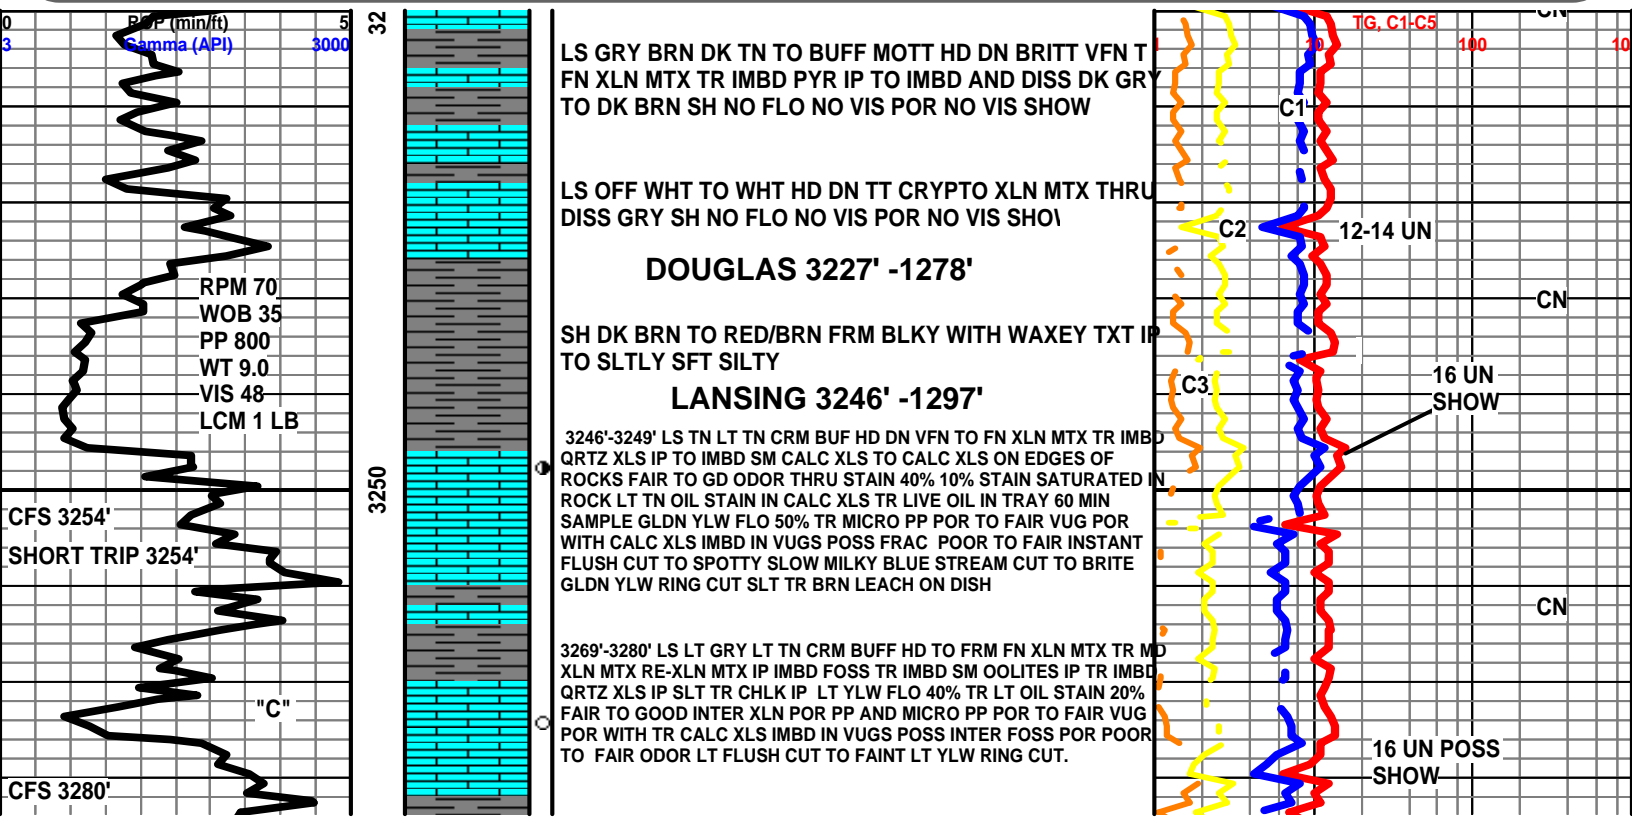 0 ROP (min/ft) 5
3 Gamma (API) 3000
RPM 70
WOB 35
PP 800
WT 9.0
VIS 48
LCM 1 LB
CFS 3254'
SHORT TRIP 3254'
"C"
CFS 3280'
32
3250
LS GRY BRN DK TN TO BUFF MOTT HD DN BRITT VFN T
FN XLN MTX TR IMBD PYR IP TO IMBD AND DISS DK GRY
TO DK BRN SH NO FLO NO VIS POR NO VIS SHOW
LS OFF WHT TO WHT HD DN TT CRYPTO XLN MTX THRU
DISS GRY SH NO FLO NO VIS POR NO VIS
DOUGLAS 3227' -1278'
SH DK BRN TO RED/BRN FRM BLKY WITH WAXEY TXT IP
TO SLTLY SFT SILTY
LANSING 3246' -1297'
3246'-3249' LS TN LT TN CRM BUF HD DN VFN TO FN XLN MTX TR IMBD
QRTZ XLS IP TO IMBD SM CALC XLS TO CALC XLS ON EDGES OF
ROCKS FAIR TO GD ODOR THRU STAIN 40% 10% STAIN SATURATED IN
ROCK LT TN OIL STAIN IN CALC XLS TR LIVE OIL IN TRAY 60 MIN
SAMPLE GLDN YLW FLO 50% TR MICRO PP POR TO FAIR VUG POR
WITH CALC XLS IMBD IN VUGS POSS FRAC POOR TO FAIR INSTANT
FLUSH CUT TO SPOTTY SLOW MILKY BLUE STREAM CUT TO BRITE
GLDN YLW RING CUT SLT TR BRN LEACH ON DISH
3269'-3280' LS LT GRY LT TN CRM BUFF HD TO FRM FN XLN MTX TR MD
XLN MTX RE-XLN MTX IP IMBD FOSS TR IMBD SM OOLITES IP TR IMBD
QRTZ XLS IP SLT TR CHLK IP LT YLW FLO 40% TR LT OIL STAIN 20%
FAIR TO GOOD INTER XLN POR PP AND MICRO PP POR TO FAIR VUG
POR WITH TR CALC XLS IMBD IN VUGS POSS INTER FOSS POR POOR
TO FAIR ODOR LT FLUSH CUT TO FAINT LT YLW RING CUT.
CN
TG, C1-C5
1 10 100 10
C1
C2
12-14 UN
CN
C3
16 UN
SHOW
CN
16 UN POSS
SHOW